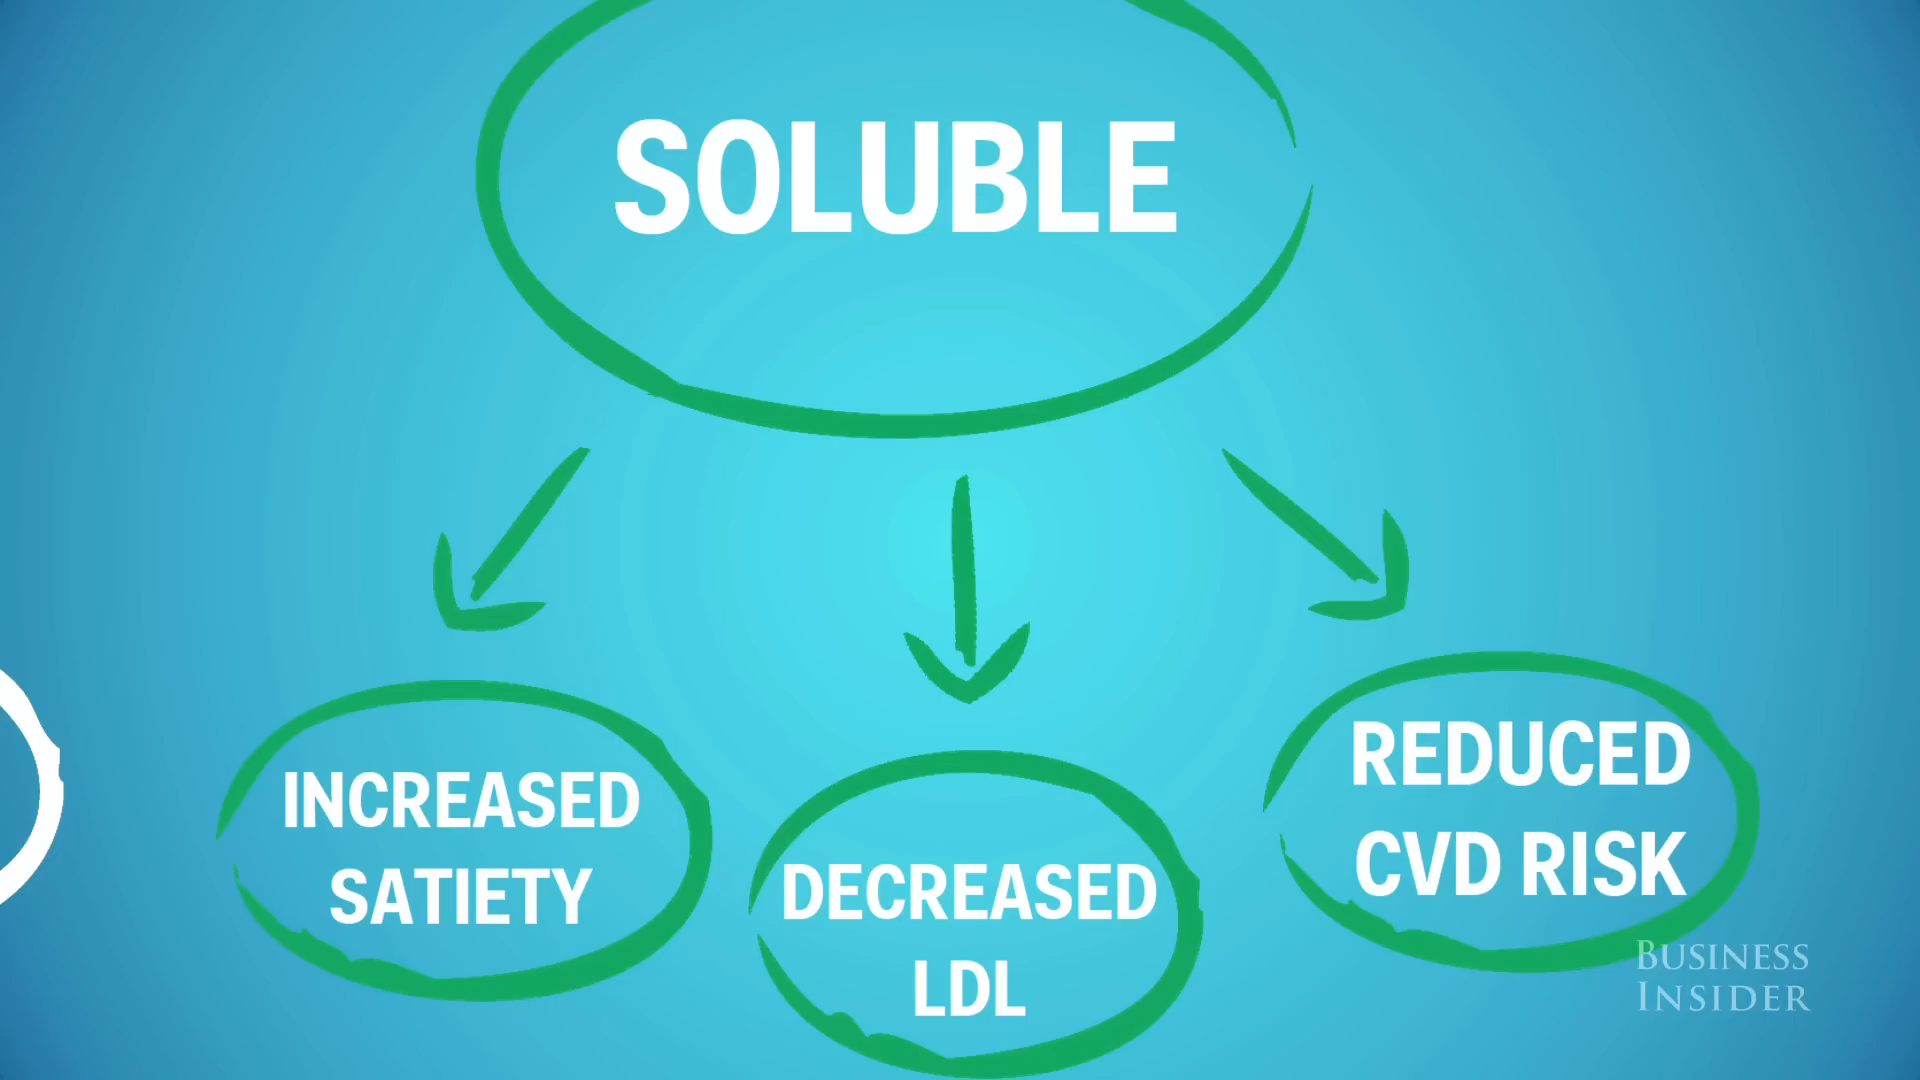 SOLUBLE
INCREASED
SATIETY
DECREASED
LDL
REDUCED
CVD RISK
BUSINESS
INSIDER